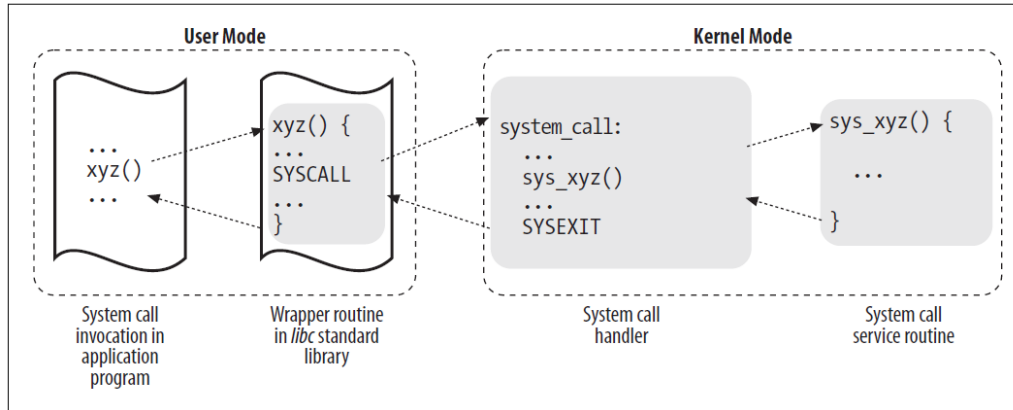 User Mode
Kernel Mode
...
xyz()
...
xyz() {
...
SYSCALL
...
}
system_call:
...
sys_xyz()
...
SYSEXIT
sys_xyz() {
...
}
System call
invocation in
application
program
Wrapper routine
in libc standard
library
System call
handler
System call
service routine